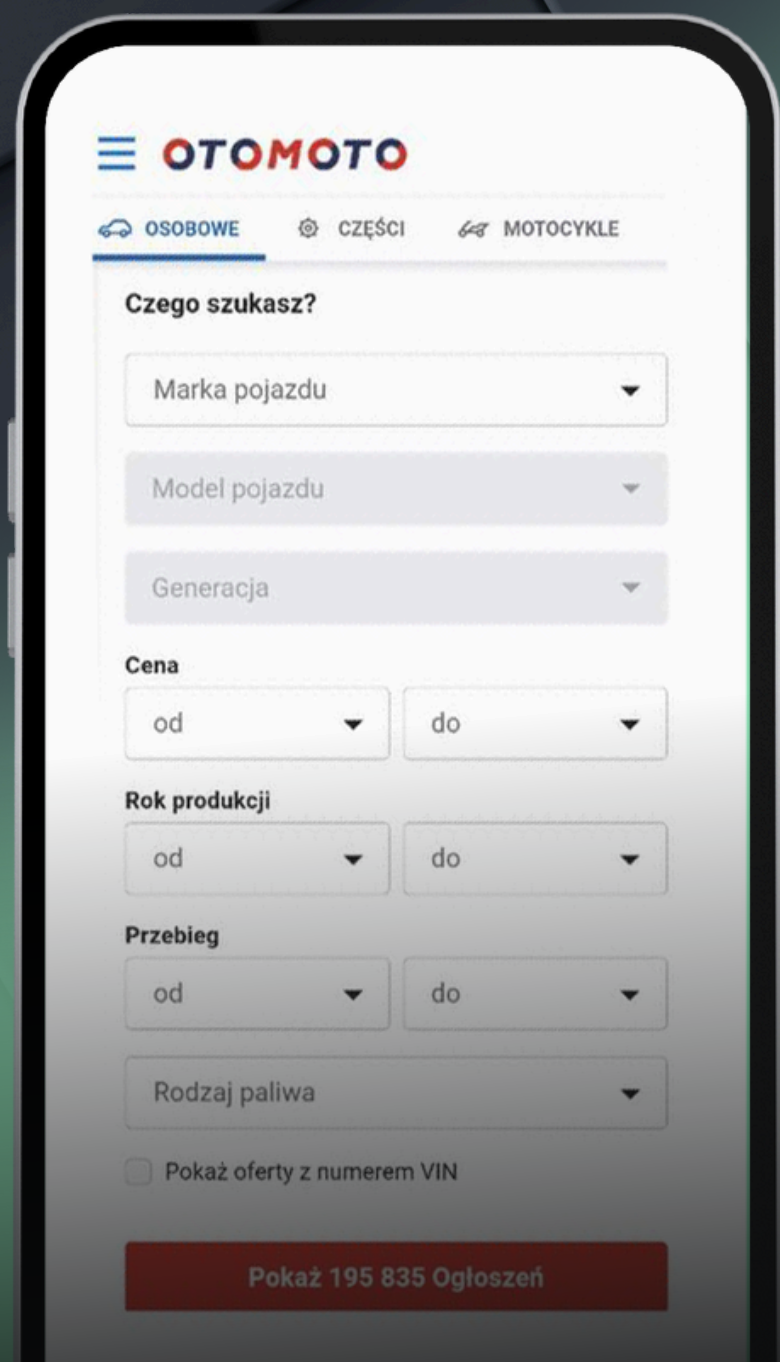 OTOMOTO
OSOBOWE CZĘŚCI MOTOCYKLE
Czego szukasz?
Marka pojazdu
Model pojazdu
Generacja
Cena
od do
Rok produkcji
od do
Przebieg
od do
Rodzaj paliwa
Pokaż oferty z numerem VIN
Pokaż 195 835 Ogłoszeń